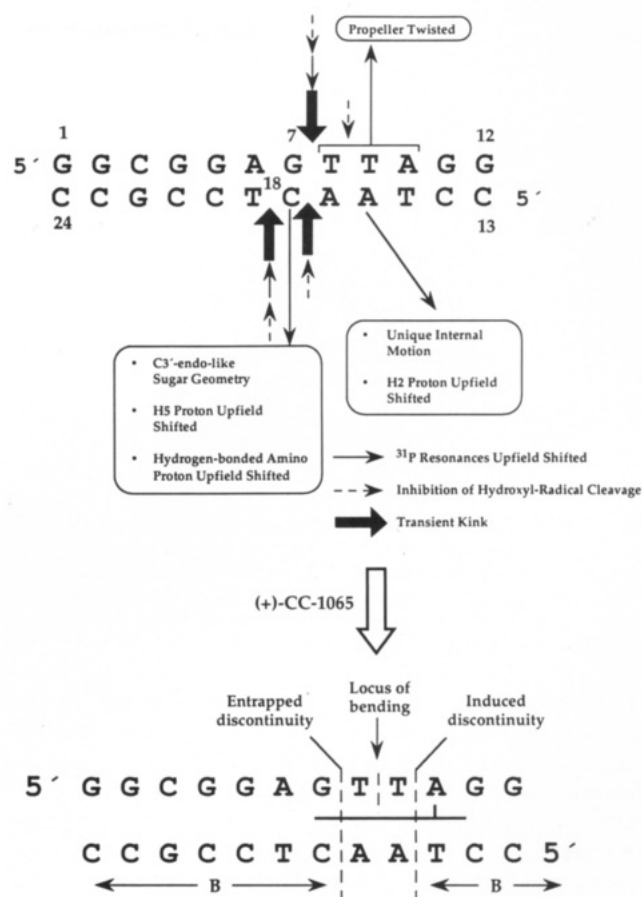 Propeller Twisted
1 7 12
5´ G G C G G A G T T A G G
18
C C G C C T C A A T C C 5´
24 13
• C3´-endo-like
Sugar Geometry
• H5 Proton Upfield
Shifted
• Hydrogen-bonded Amino
Proton Upfield Shifted
• Unique Internal
Motion
• H2 Proton Upfield
Shifted
31P Resonances Upfield Shifted
Inhibition of Hydroxyl-Radical Cleavage
Transient Kink
(+)-CC-1065
Entrapped
discontinuity
Locus of
bending
Induced
discontinuity
5´ G G C G G A G T T A G G
C C G C C T C A A T C C 5´
B B